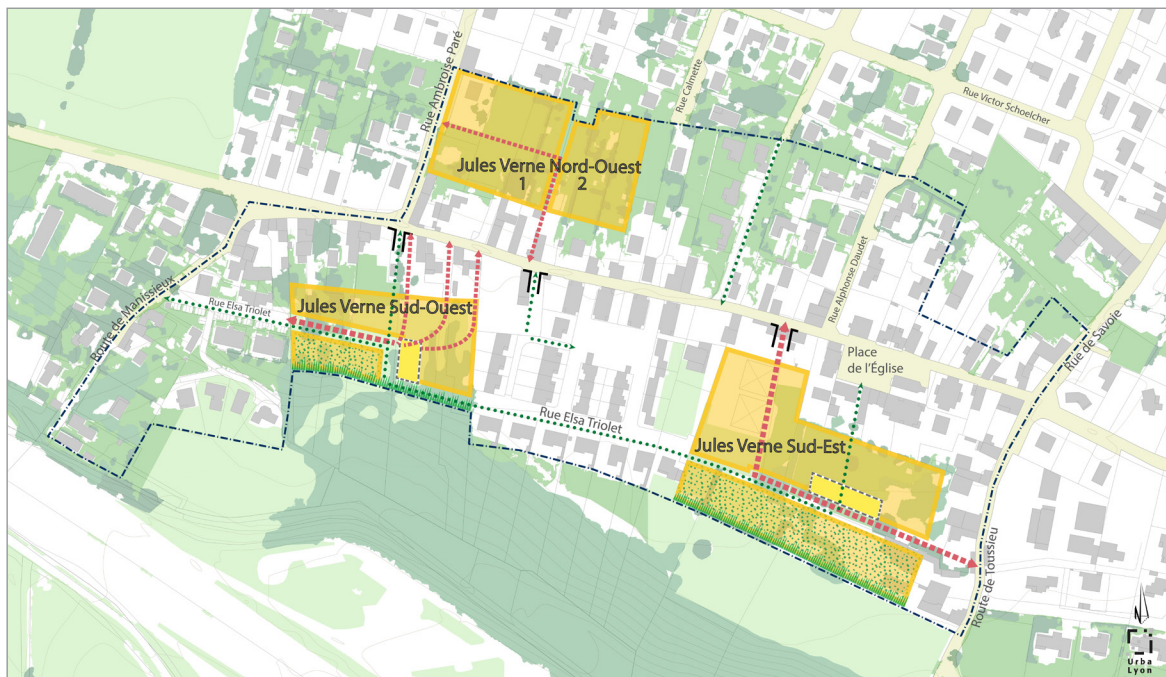 Rue Ambroise Paré
Rue Calmette
Rue Victor Schoelcher
Jules Verne Nord-Ouest
1 2
Rue Alphonse Daudet
Route de Manissieux
Rue Elsa Triolet
Jules Verne Sud-Ouest
Rue de Savoie
Place
de l'Église
Rue Elsa Triolet
Jules Verne Sud-Est
Route de Toussieu
N
Urba
Lyon